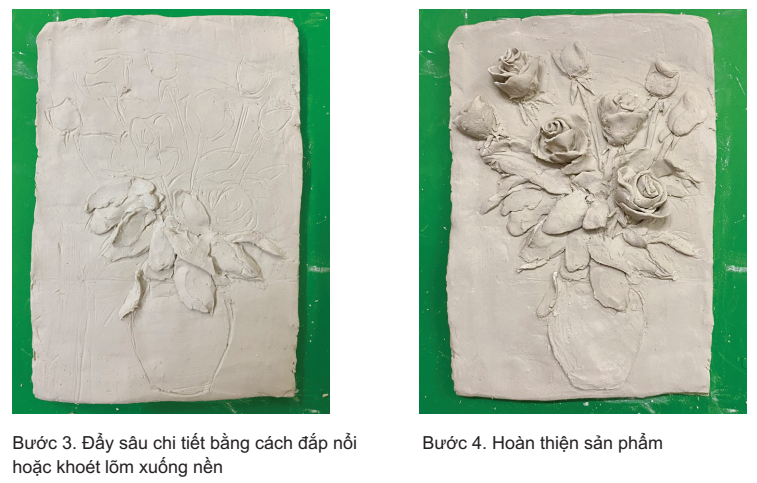 Bước 3. Đẩy sâu chi tiết bằng cách đắp nổi
hoặc khoét lõm xuống nền
Bước 4. Hoàn thiện sản phẩm